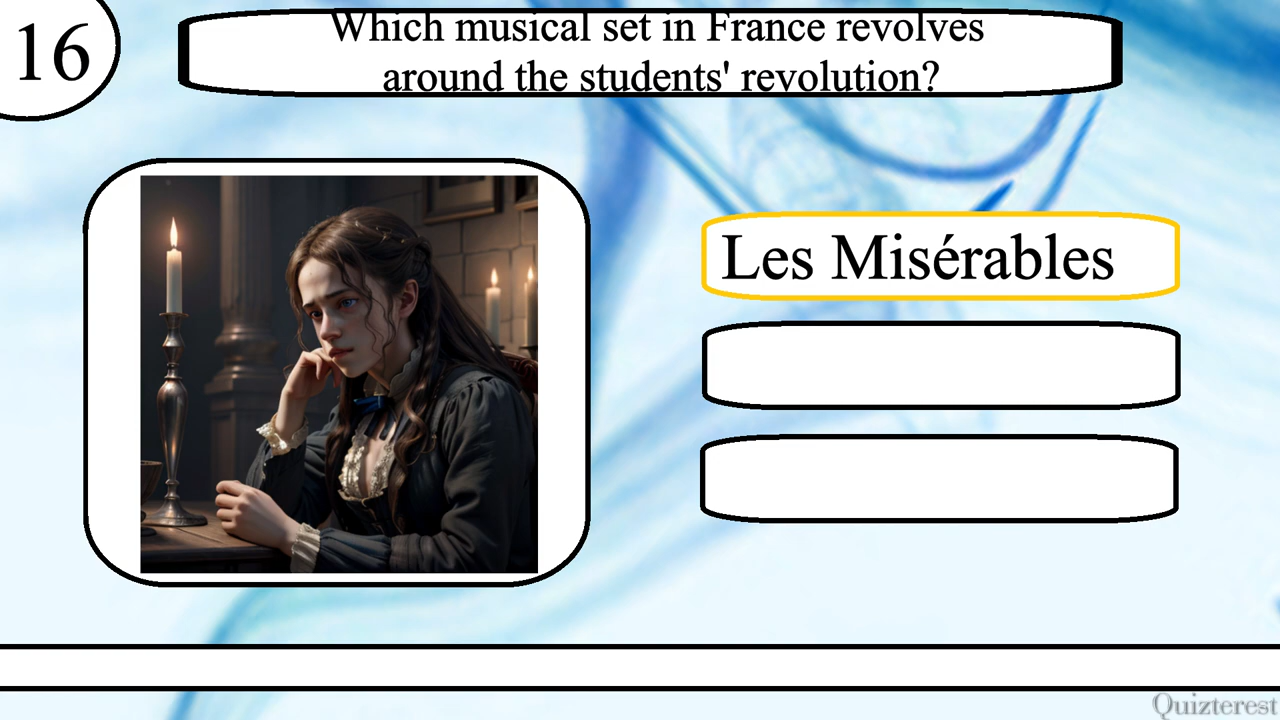 16
Which musical set in France revolves
around the students' revolution?
Les Misérables
Quizterest